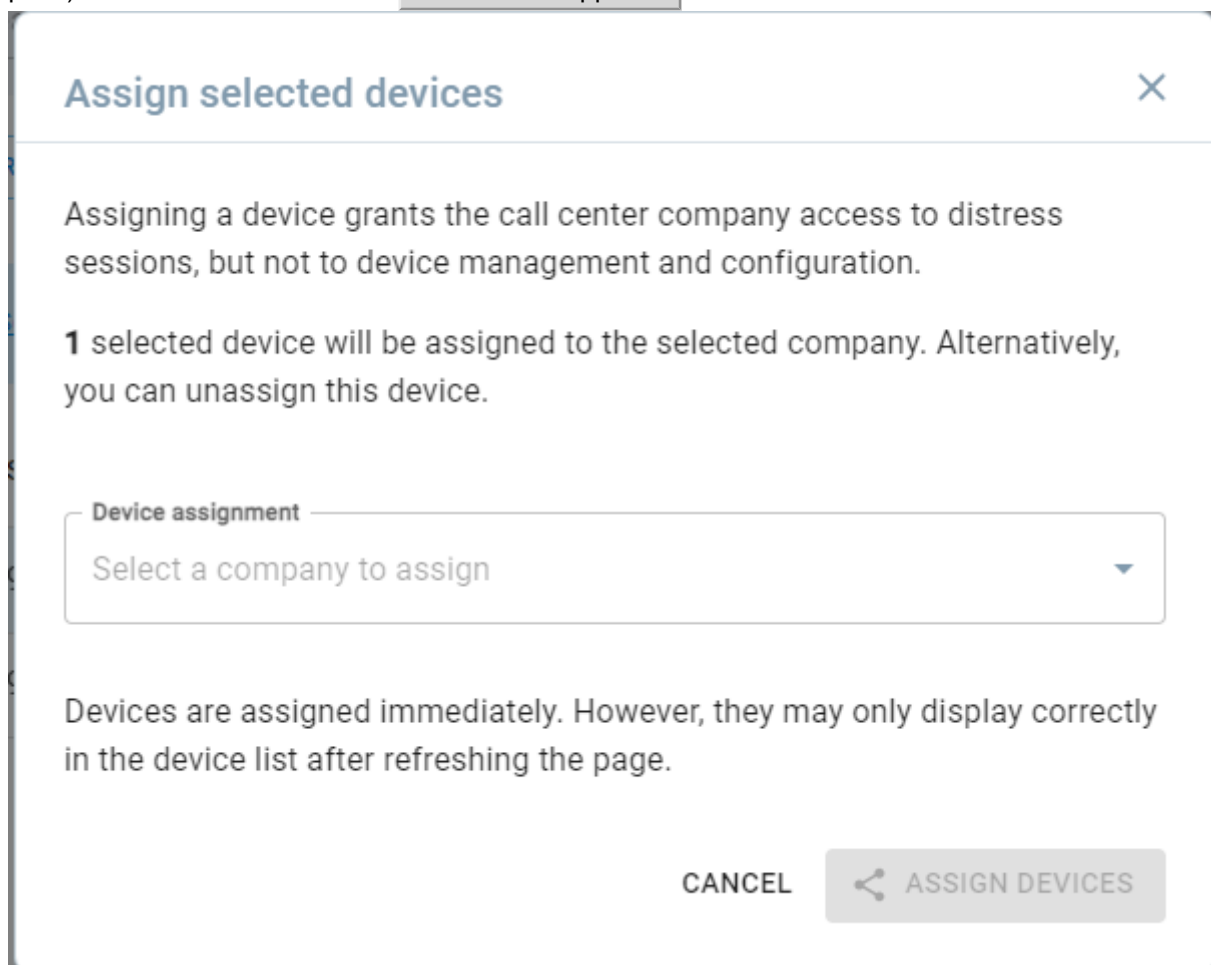 Assign selected devices
Assigning a device grants the call center company access to distress
sessions, but not to device management and configuration.
1 selected device will be assigned to the selected company. Alternatively,
you can unassign this device.
Device assignment
Select a company to assign
Devices are assigned immediately. However, they may only display correctly
in the device list after refreshing the page.
CANCEL
ASSIGN DEVICES